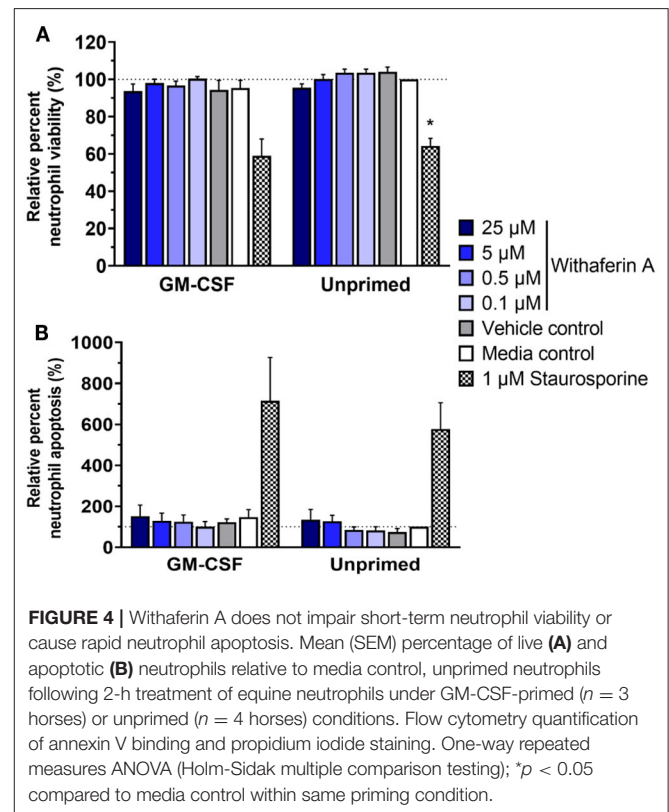 A
Relative percent
neutrophil viability (%)
120
100
80
60
40
20
0
*
GM-CSF
Unprimed
25 µM
5 µM
0.5 µM
0.1 µM
Withaferin A
Vehicle control
Media control
1 µM Staurosporine
B
Relative percent
neutrophil apoptosis (%)
1000
800
600
400
200
0
GM-CSF
Unprimed
FIGURE 4 | Withaferin A does not impair short-term neutrophil viability or
cause rapid neutrophil apoptosis. Mean (SEM) percentage of live (A) and
apoptotic (B) neutrophils relative to media control, unprimed neutrophils
following 2-h treatment of equine neutrophils under GM-CSF-primed (n = 3
horses) or unprimed (n = 4 horses) conditions. Flow cytometry quantification
of annexin V binding and propidium iodide staining. One-way repeated
measures ANOVA (Holm-Sidak multiple comparison testing); *p < 0.05
compared to media control within same priming condition.